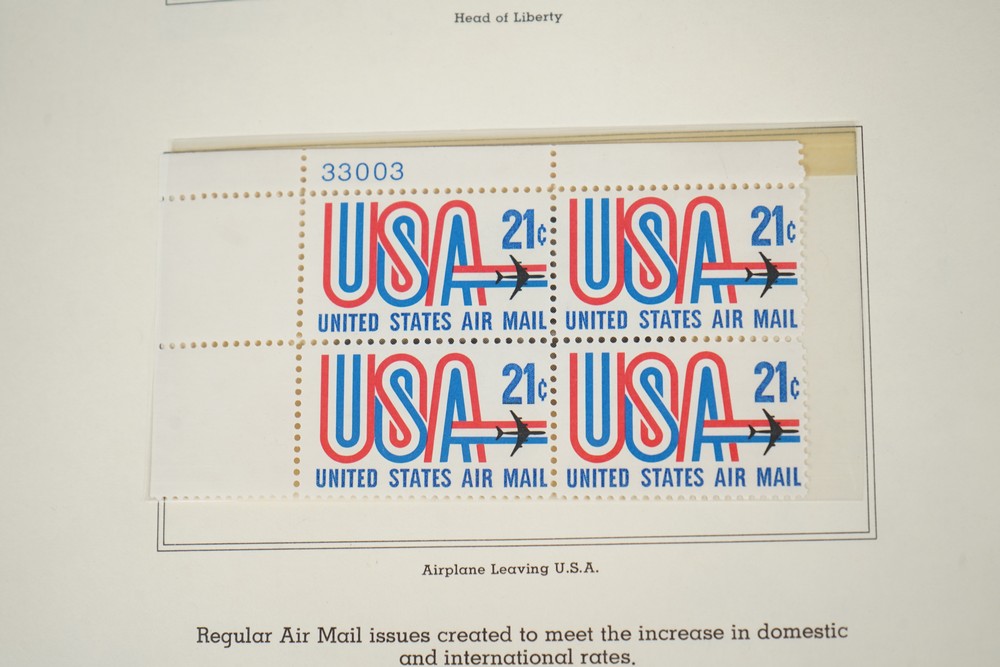 Head of Liberty
33003
USA 21¢ USA 21¢
UNITED STATES AIR MAIL UNITED STATES AIR MAIL
USA 21¢ USA 21¢
UNITED STATES AIR MAIL UNITED STATES AIR MAIL
Airplane Leaving U.S.A.
Regular Air Mail issues created to meet the increase in domestic
and international rates.